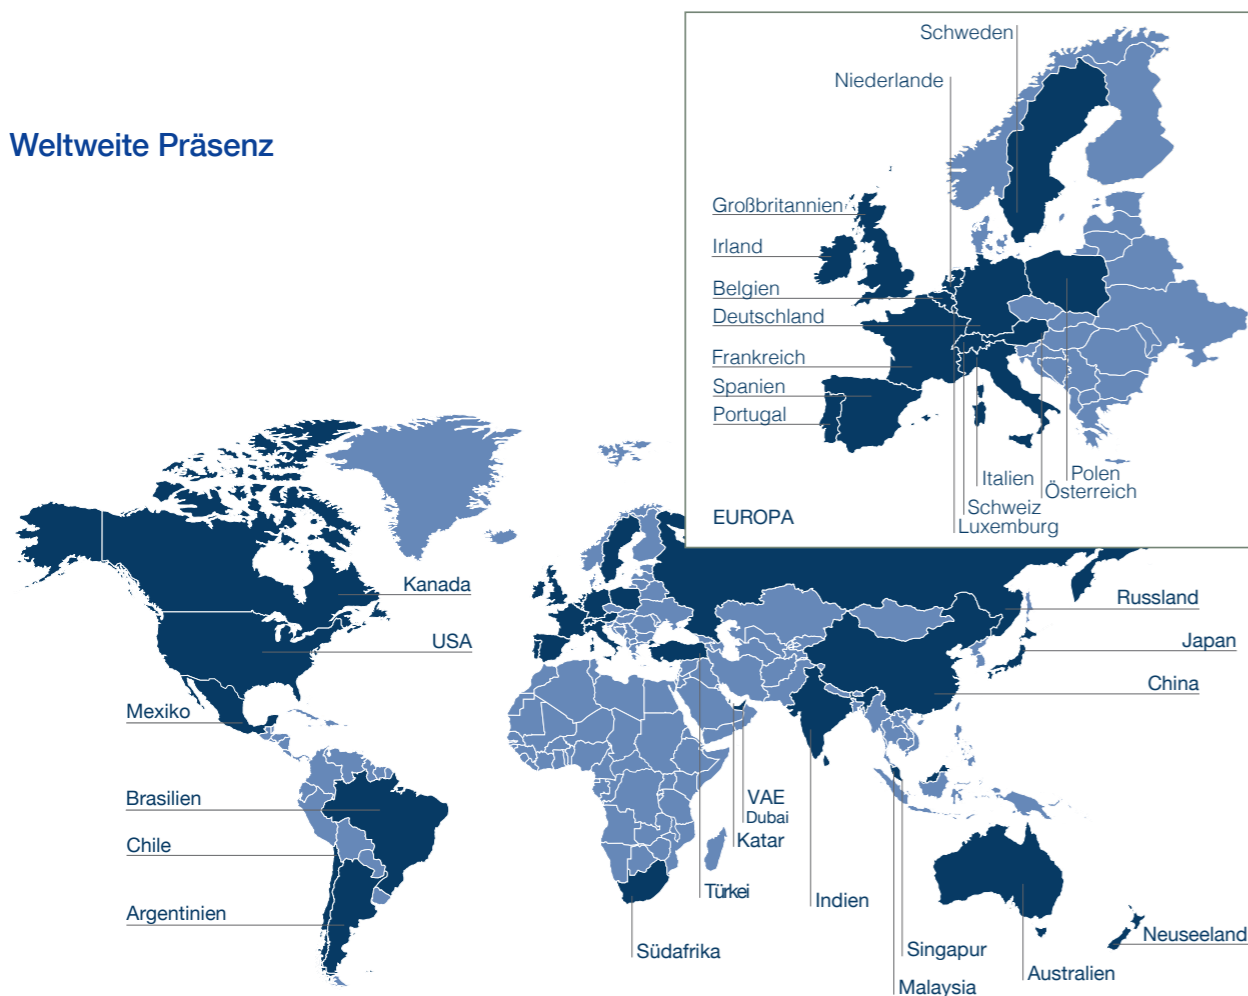 Weltweite Präsenz
Schweden
Niederlande
Großbritannien
Irland
Belgien
Deutschland
Frankreich
Spanien
Portugal
Polen
Italien
Österreich
Schweiz
Luxemburg
EUROPA
Kanada
USA
Mexiko
Brasilien
Chile
Argentinien
Russland
Japan
China
VAE
Dubai
Katar
Türkei
Indien
Südafrika
Singapur
Malaysia
Australien
Neuseeland